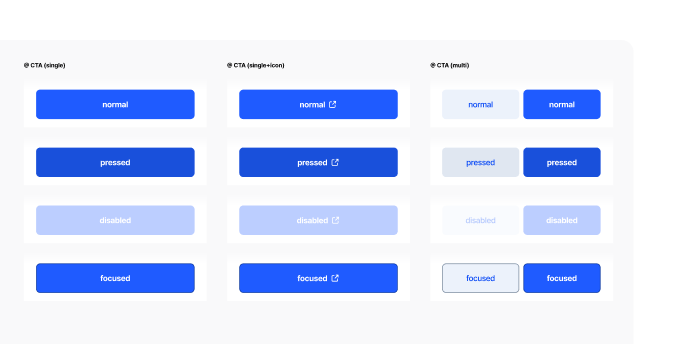 @ CTA (single)
@ CTA (single+icon)
@ CTA (multi)
normal
normal
normal
normal
pressed
pressed
pressed
pressed
disabled
disabled
disabled
disabled
focused
focused
focused
focused